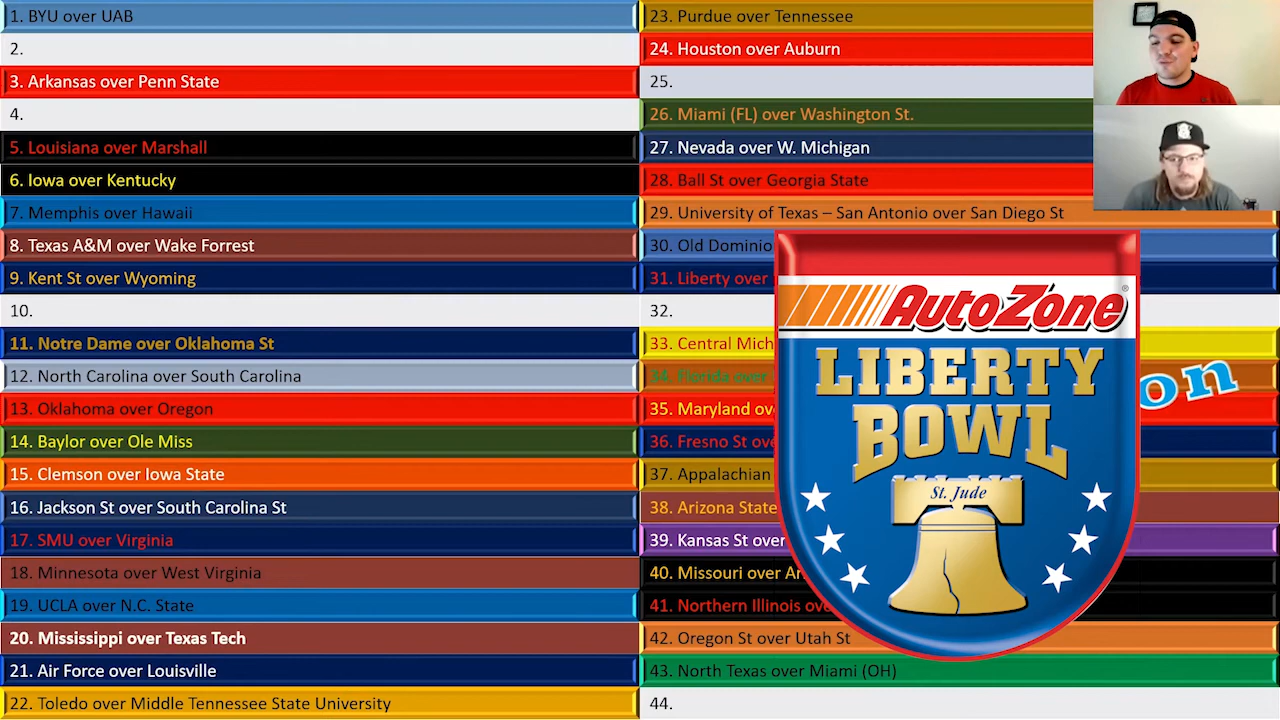 1. BYU over UAB
2.
3. Arkansas over Penn State
4.
5. Louisiana over Marshall
6. Iowa over Kentucky
7. Memphis over Hawaii
8. Texas A&M over Wake Forrest
9. Kent St over Wyoming
10.
11. Notre Dame over Oklahoma St
12. North Carolina over South Carolina
13. Oklahoma over Oregon
14. Baylor over Ole Miss
15. Clemson over Iowa State
16. Jackson St over South Carolina St
17. SMU over Virginia
18. Minnesota over West Virginia
19. UCLA over N.C. State
20. Mississippi over Texas Tech
21. Air Force over Louisville
22. Toledo over Middle Tennessee State University
23. Purdue over Tennessee
24. Houston over Auburn
25.
26. Miami (FL) over Washington St.
27. Nevada over W. Michigan
28. Ball St over Georgia State
29. University of Texas – San Antonio over San Diego St
30. Old Dominio
31. Liberty over
32.
33. Central Mich
34. Florida over
35. Maryland ov
36. Fresno St ove
37. Appalachian
38. Arizona State
39. Kansas St over
40. Missouri over Ar
41. Northern Illinois ove
42. Oregon St over Utah St
43. North Texas over Miami (OH)
44.
AutoZone®
LIBERTY
BOWL
St. Jude
on